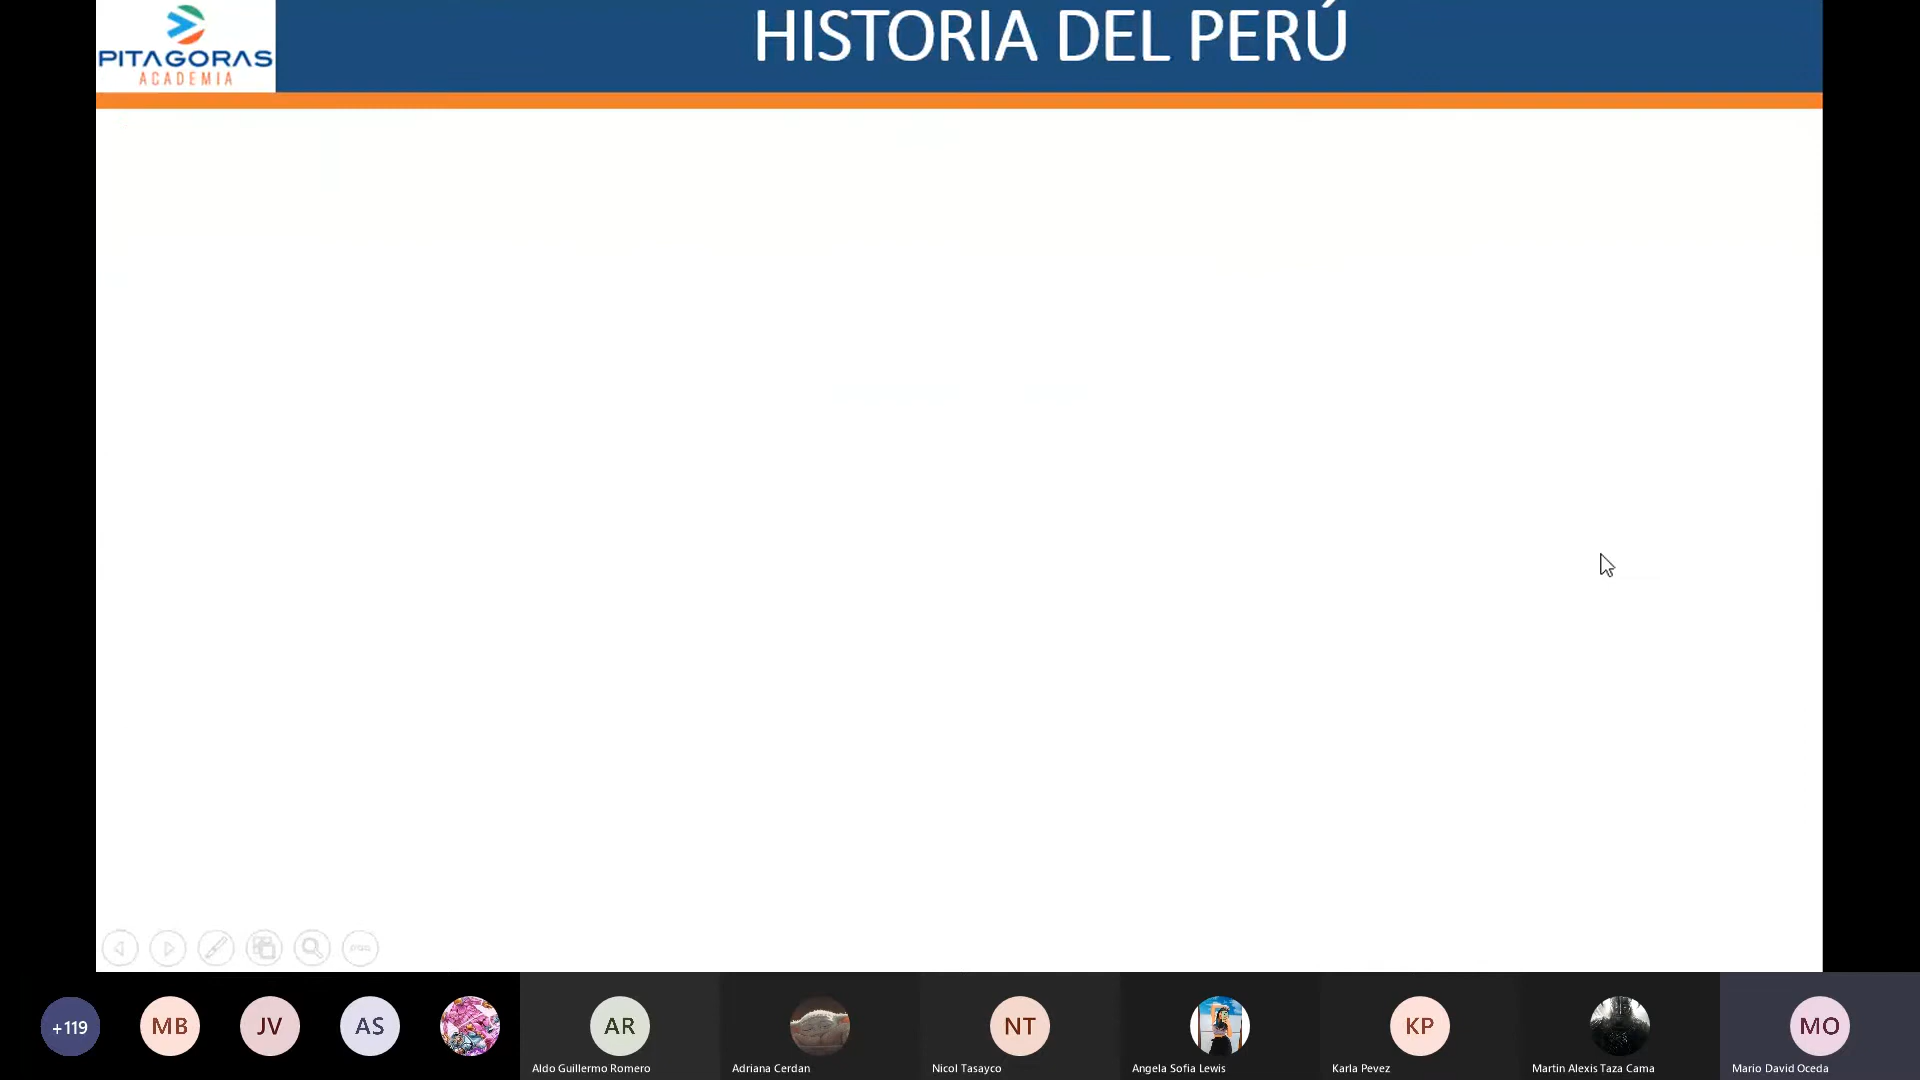 HISTORIA DEL PERÚ
PITAGORAS
ACADEMIA
+119
MB
JV
AS
AR
NT
KP
MO
Aldo Guillermo Romero
Adriana Cerdan
Nicol Tasayco
Angela Sofia Lewis
Karla Pevez
Martin Alexis Taza Cama
Mario David Oceda